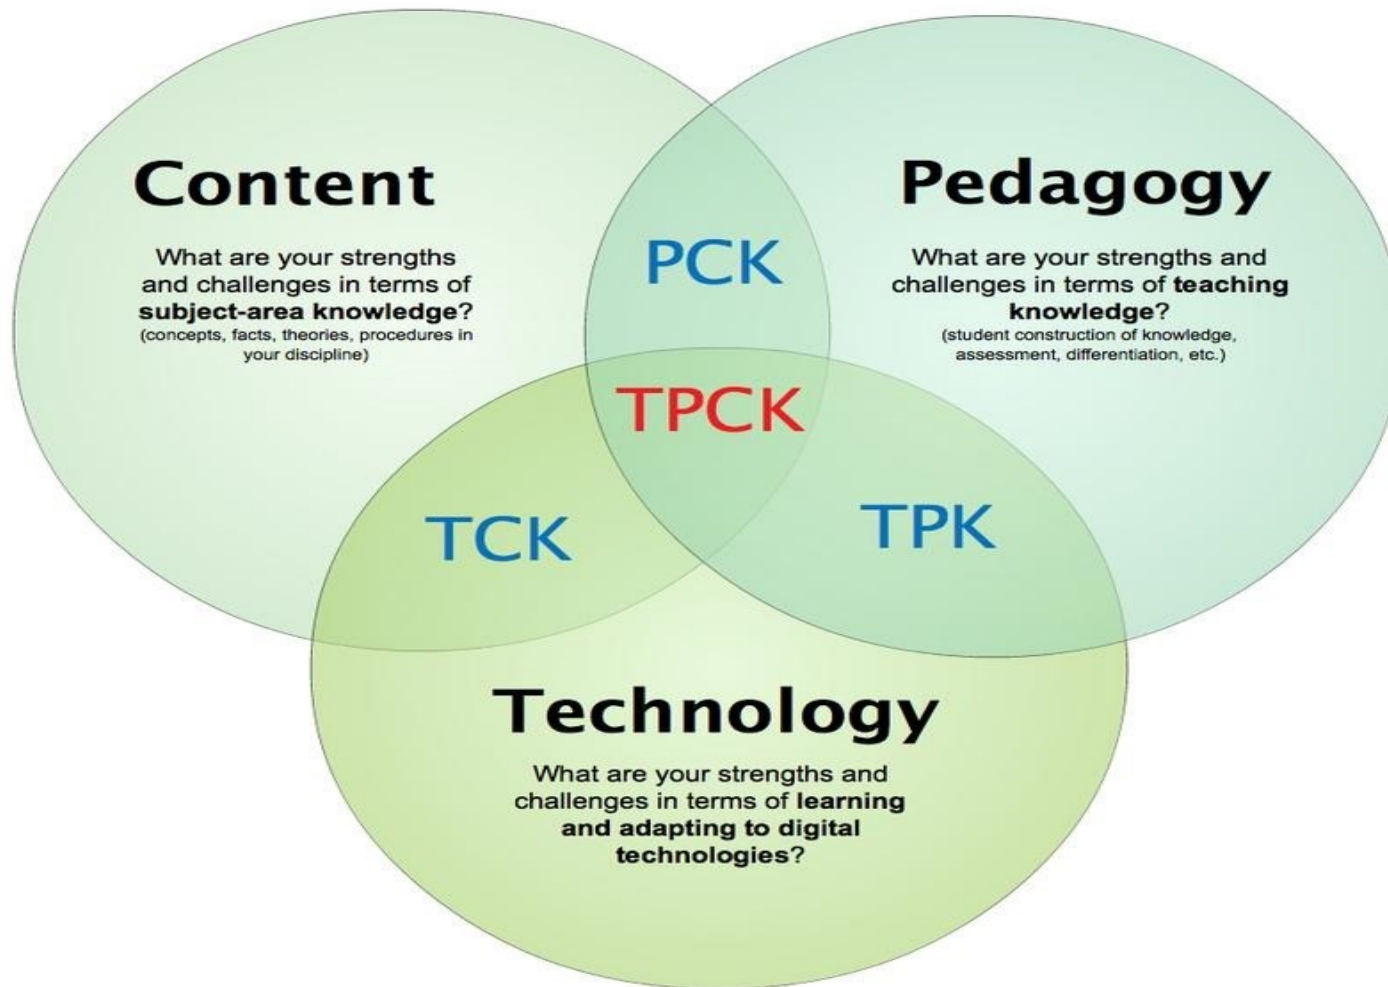 Content
What are your strengths
and challenges in terms of
subject-area knowledge?
(concepts, facts, theories, procedures in
your discipline)
Pedagogy
What are your strengths and
challenges in terms of teaching
knowledge?
(student construction of knowledge,
assessment, differentiation, etc.)
PCK
TPCK
TCK
TPK
Technology
What are your strengths and
challenges in terms of learning
and adapting to digital
technologies?